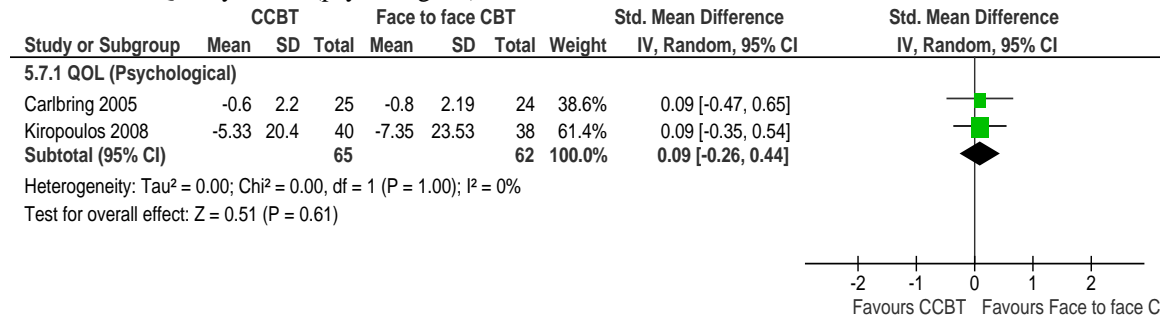 CCBT Face to face CBT Std. Mean Difference Std. Mean Difference
Study or Subgroup Mean SD Total Mean SD Total Weight IV, Random, 95% CI IV, Random, 95% CI
5.7.1 QOL (Psychological)
Carlbring 2005 -0.6 2.2 25 -0.8 2.19 24 38.6% 0.09 [-0.47, 0.65]
Kiropoulos 2008 -5.33 20.4 40 -7.35 23.53 38 61.4% 0.09 [-0.35, 0.54]
Subtotal (95% CI) 65 62 100.0% 0.09 [-0.26, 0.44]
Heterogeneity: Tau² = 0.00; Chi² = 0.00, df = 1 (P = 1.00); I² = 0%
Test for overall effect: Z = 0.51 (P = 0.61)
-2 -1 0 1 2
Favours CCBT Favours Face to face C